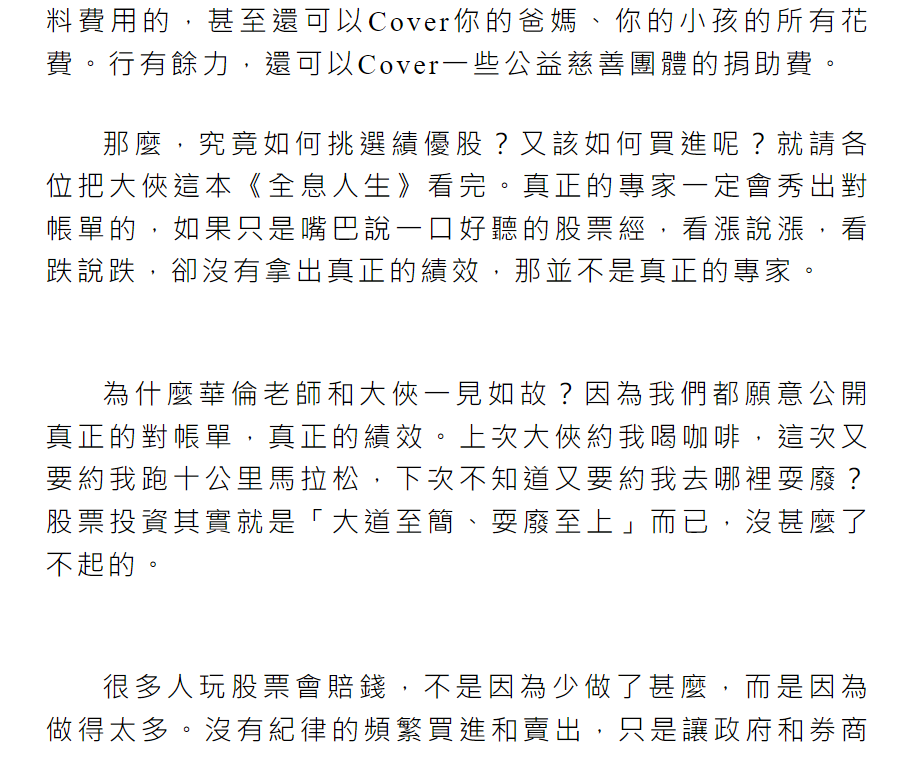 料費用的，甚至還可以Cover你的爸媽、你的小孩的所有花
費。行有餘力，還可以Cover一些公益慈善團體的捐助費。
那麼，究竟如何挑選績優股？又該如何買進呢？就請各
位把大俠這本《全息人生》看完。真正的專家一定會秀出對
帳單的，如果只是嘴巴說一口好聽的股票經，看漲說漲，看
跌說跌，卻沒有拿出真正的績效，那並不是真正的專家。
為什麼華倫老師和大俠一見如故？因為我們都願意公開
真正的對帳單，真正的績效。上次大俠約我喝咖啡，這次又
要約我跑十公里馬拉松，下次不知道又要約我去哪裡耍廢？
股票投資其實就是「大道至簡、耍廢至上」而已，沒甚麼了
不起的。
很多人玩股票會賠錢，不是因為少做了甚麼，而是因為
做得太多。沒有紀律的頻繁買進和賣出，只是讓政府和券商